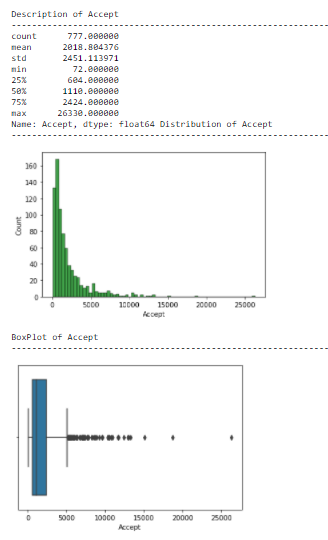 Description of Accept
----------------------------------------------------------------
count 777.000000
mean 2018.804376
std 2451.113971
min 72.000000
25% 604.000000
50% 1110.000000
75% 2424.000000
max 26330.000000
Name: Accept, dtype: float64 Distribution of Accept
----------------------------------------------------------------
160
140
120
100
80
60
40
20
0
Count
0 5000 10000 15000 20000 25000
Accept
BoxPlot of Accept
----------------------------------------------------------------
0 5000 10000 15000 20000 25000
Accept